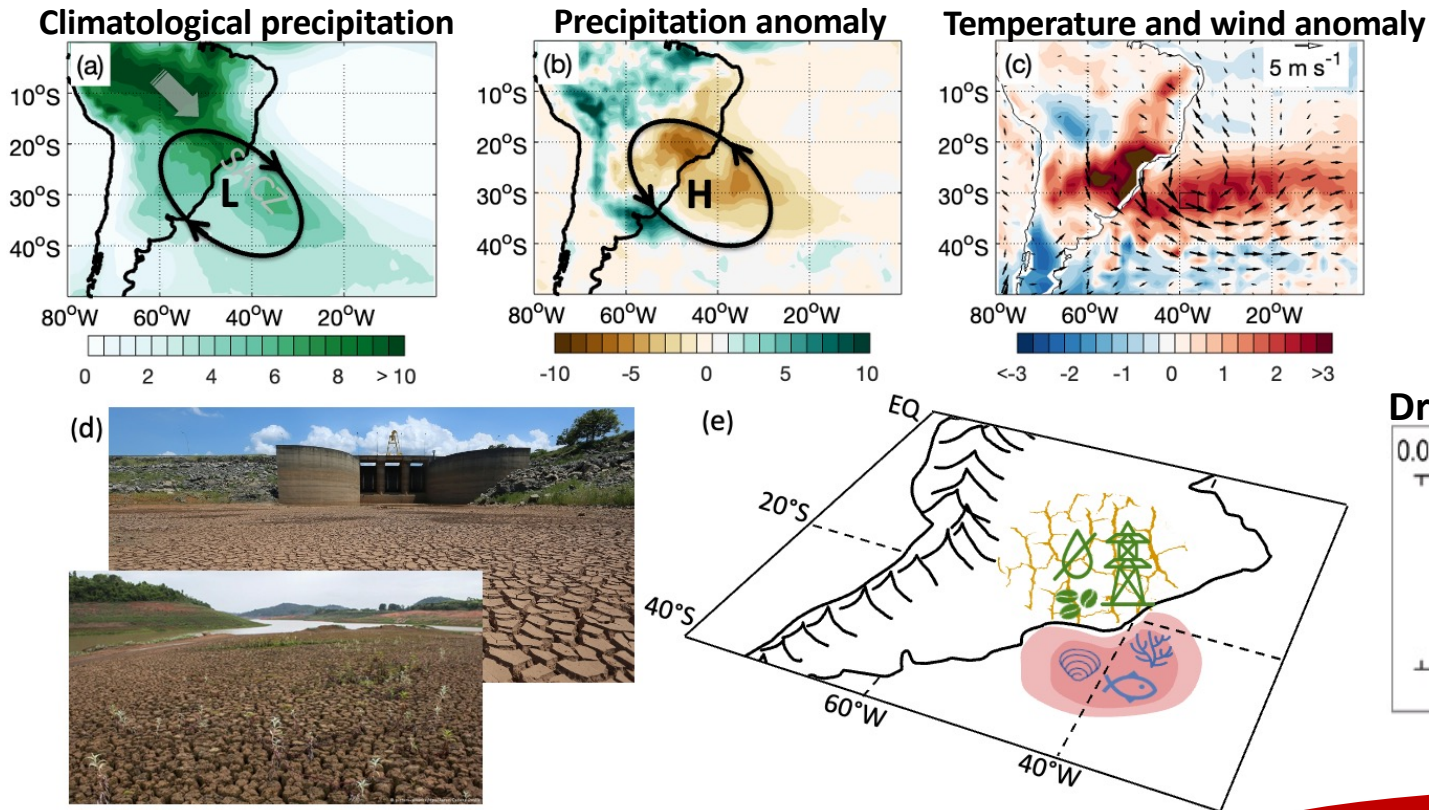 Climatological precipitation
Precipitation anomaly
Temperature and wind anomaly
(a)
10°S
20°S
30°S
40°S
SACZ
L
80°W 60°W 40°W 20°W
0 2 4 6 8 > 10
(b)
10°S
20°S
30°S
40°S
H
80°W 60°W 40°W 20°W
-10 -5 0 5 10
(c)
5 m s⁻¹
10°S
20°S
30°S
40°S
80°W 60°W 40°W 20°W
<-3 -2 -1 0 1 2 >3
(d)
(e)
EQ
20°S
40°S
60°W
40°W
Dr
0.0